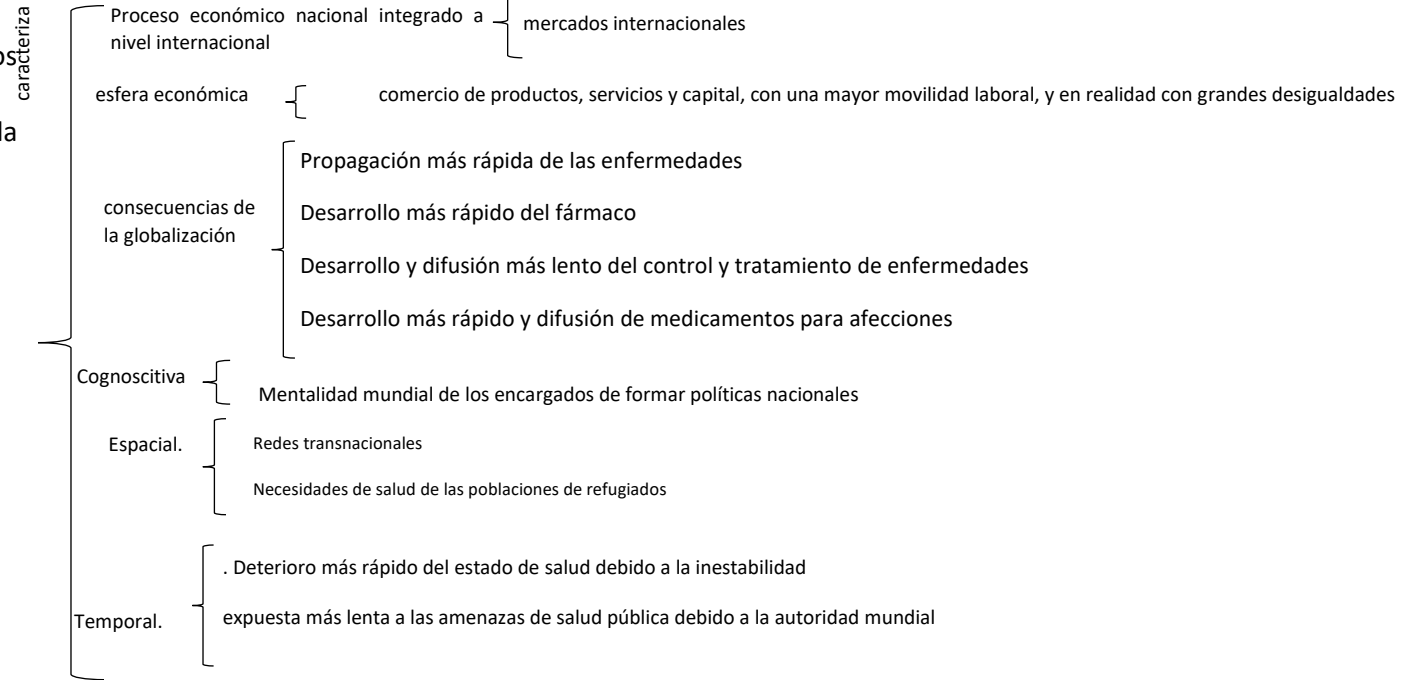 caracteriza
os
la
Proceso económico nacional integrado a
nivel internacional
mercados internacionales
esfera económica
comercio de productos, servicios y capital, con una mayor movilidad laboral, y en realidad con grandes desigualdades
consecuencias de
la globalización
Propagación más rápida de las enfermedades
Desarrollo más rápido del fármaco
Desarrollo y difusión más lento del control y tratamiento de enfermedades
Desarrollo más rápido y difusión de medicamentos para afecciones
Cognoscitiva
Mentalidad mundial de los encargados de formar políticas nacionales
Espacial.
Redes transnacionales
Necesidades de salud de las poblaciones de refugiados
Temporal.
. Deterioro más rápido del estado de salud debido a la inestabilidad
expuesta más lenta a las amenazas de salud pública debido a la autoridad mundial